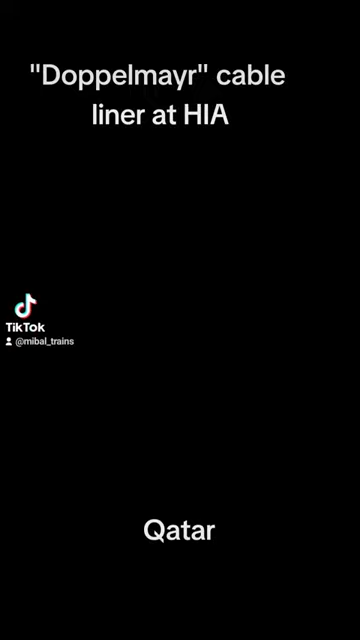 "Doppelmayr" cable
liner at HIA
TikTok
@mibal_trains
Qatar